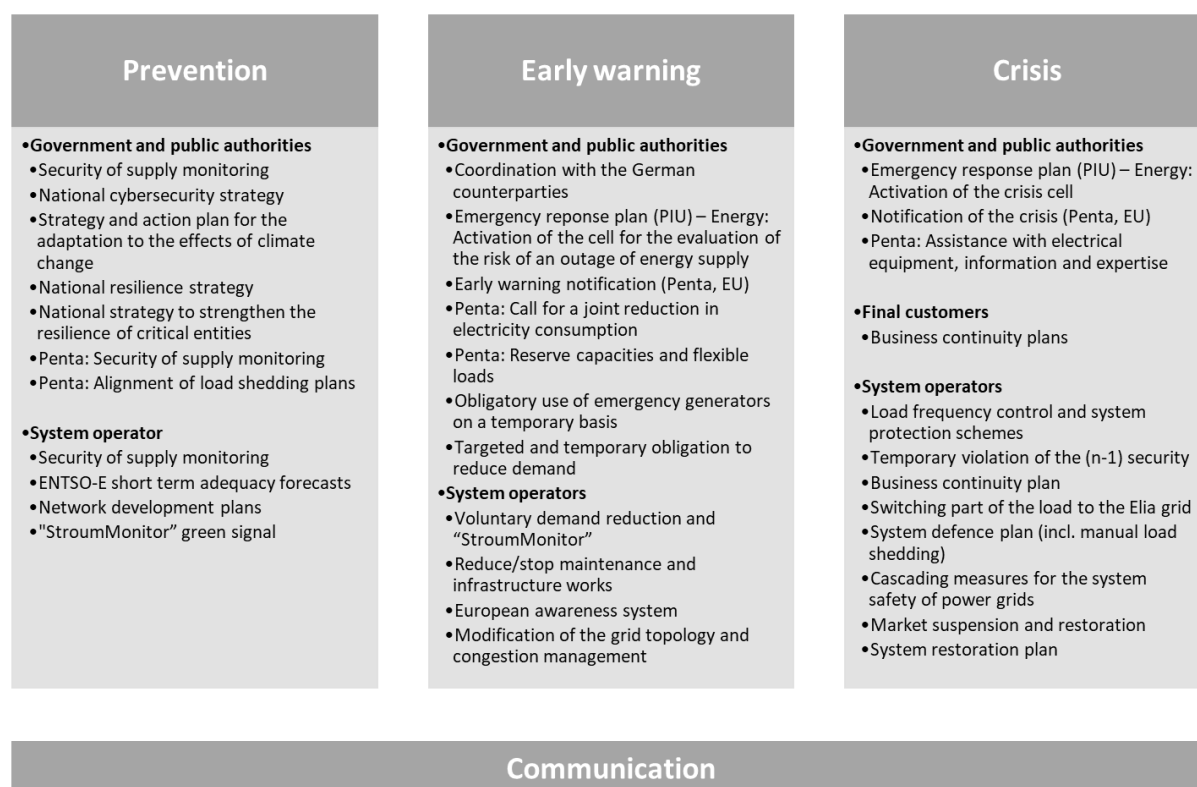 Prevention
•Government and public authorities
•Security of supply monitoring
•National cybersecurity strategy
•Strategy and action plan for the
adaptation to the effects of climate
change
•National resilience strategy
•National strategy to strengthen the
resilience of critical entities
•Penta: Security of supply monitoring
•Penta: Alignment of load shedding plans
•System operator
•Security of supply monitoring
•ENTSO-E short term adequacy forecasts
•Network development plans
•"StroumMonitor” green signal
Early warning
•Government and public authorities
•Coordination with the German
counterparties
•Emergency reponse plan (PIU) – Energy:
Activation of the cell for the evaluation of
the risk of an outage of energy supply
•Early warning notification (Penta, EU)
•Penta: Call for a joint reduction in
electricity consumption
•Penta: Reserve capacities and flexible
loads
•Obligatory use of emergency generators
on a temporary basis
•Targeted and temporary obligation to
reduce demand
•System operators
•Voluntary demand reduction and
“StroumMonitor”
•Reduce/stop maintenance and
infrastructure works
•European awareness system
•Modification of the grid topology and
congestion management
Crisis
•Government and public authorities
•Emergency response plan (PIU) – Energy:
Activation of the crisis cell
•Notification of the crisis (Penta, EU)
•Penta: Assistance with electrical
equipment, information and expertise
•Final customers
•Business continuity plans
•System operators
•Load frequency control and system
protection schemes
•Temporary violation of the (n-1) security
•Business continuity plan
•Switching part of the load to the Elia grid
•System defence plan (incl. manual load
shedding)
•Cascading measures for the system
safety of power grids
•Market suspension and restoration
•System restoration plan
Communication